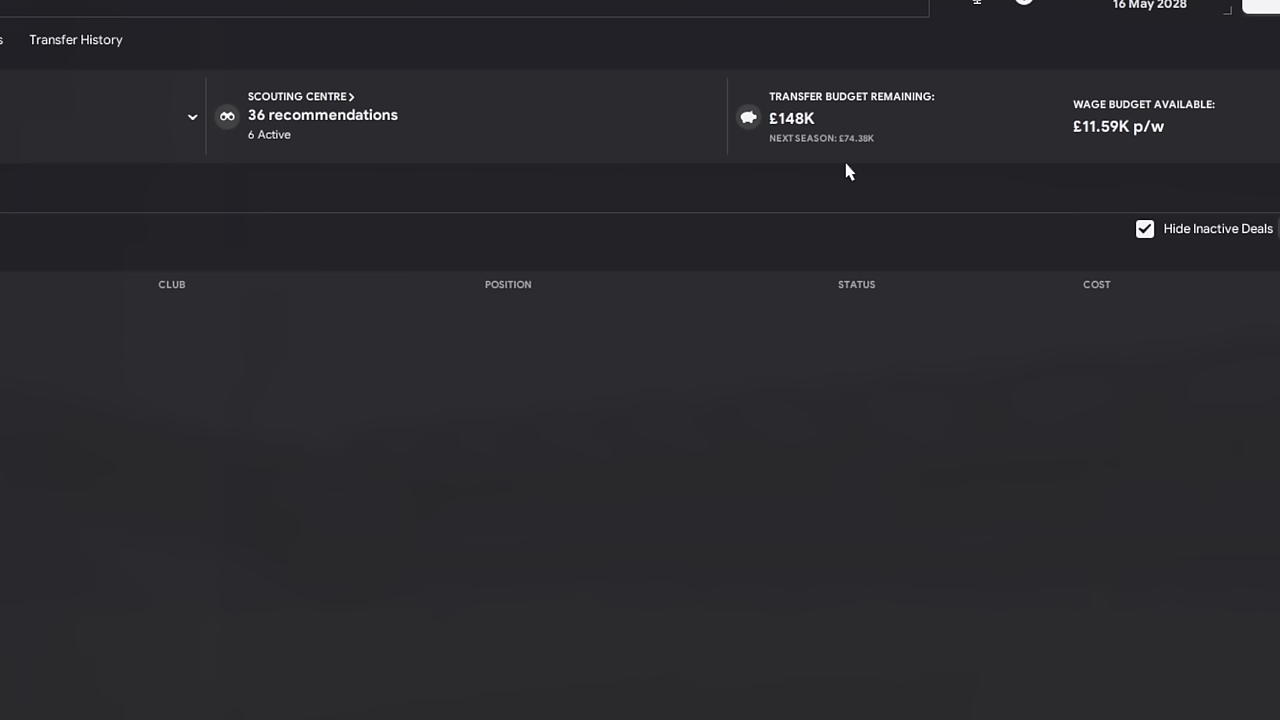 16 May 2028
s Transfer History
SCOUTING CENTRE
36 recommendations
6 Active
TRANSFER BUDGET REMAINING:
£148K
NEXT SEASON: £74.38K
WAGE BUDGET AVAILABLE:
£11.59K p/w
Hide Inactive Deals
CLUB POSITION STATUS COST